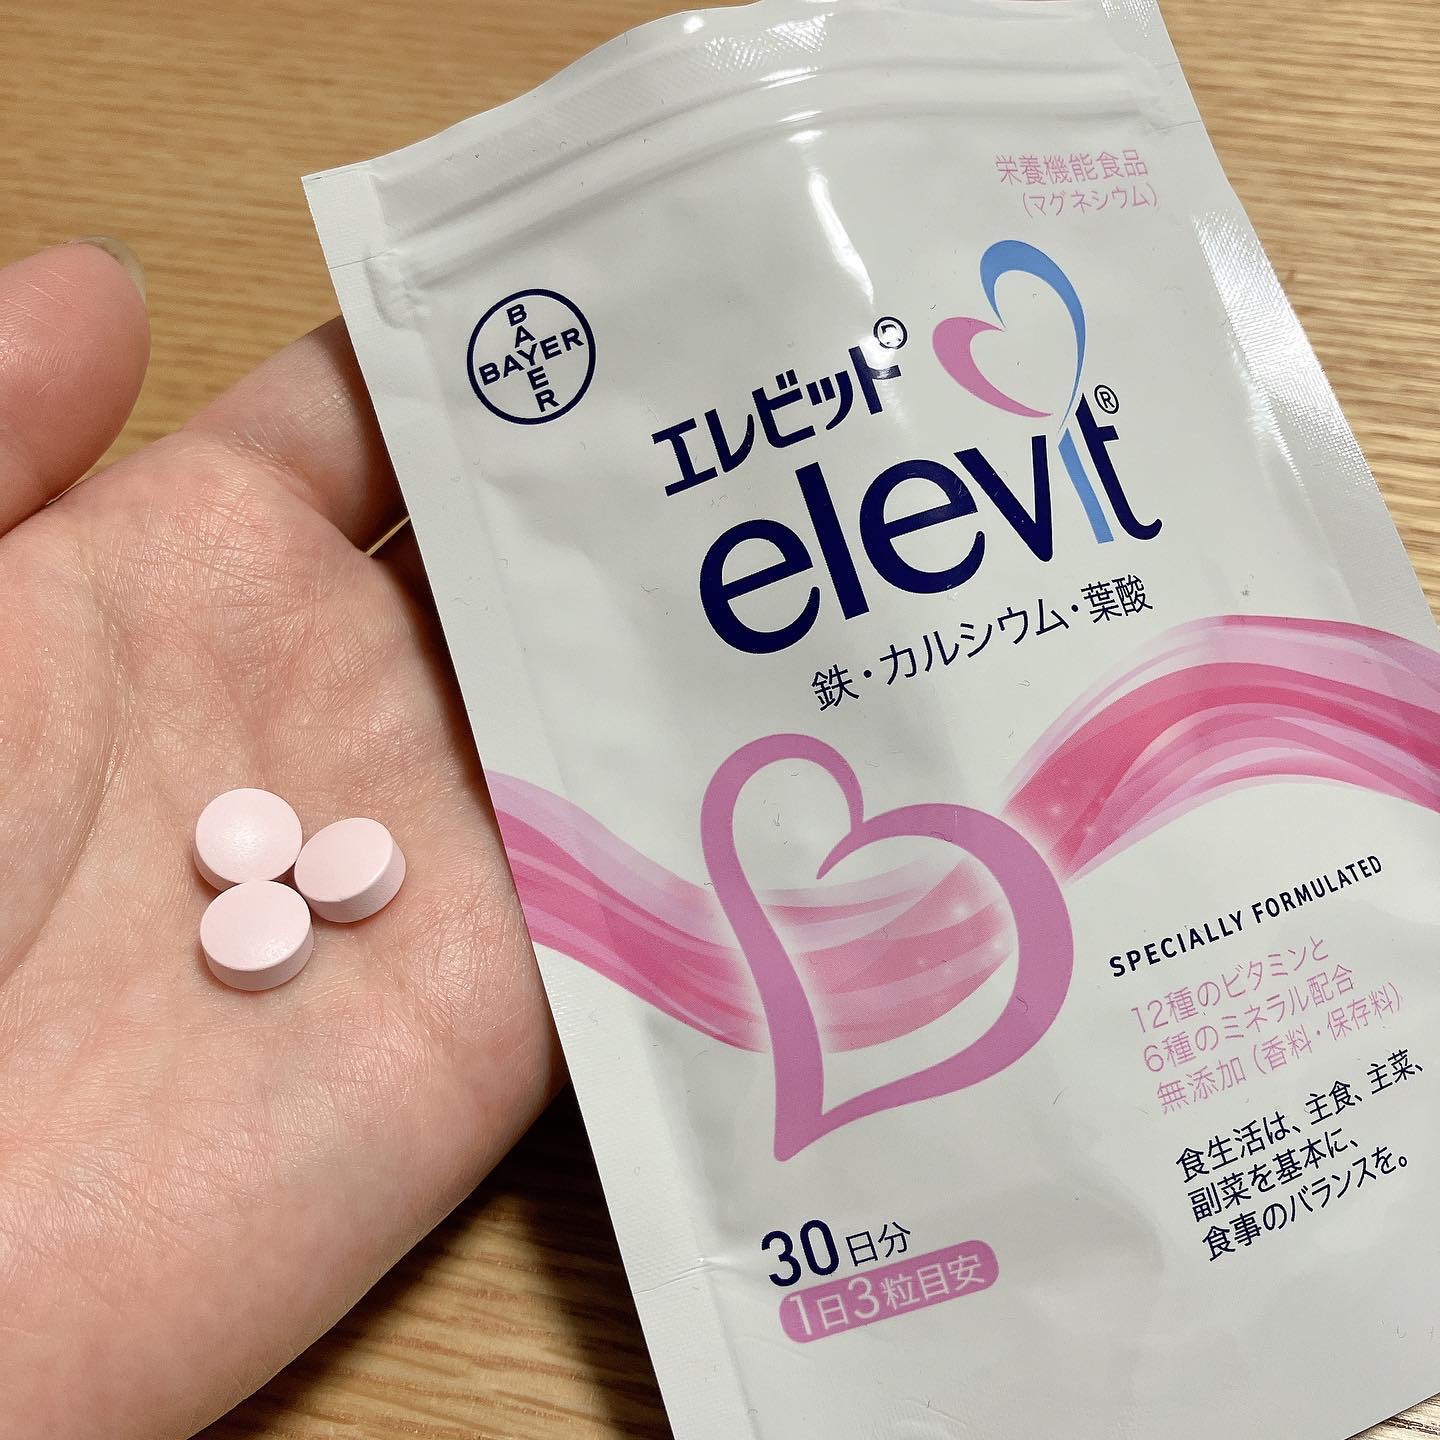 栄養機能食品
(マグネシウム)
BAYER
BAYER
エレビット®
elevit®
鉄・カルシウム・葉酸
SPECIALLY FORMULATED
12種のビタミンと
6種のミネラル配合
無添加(香料・保存料)
食生活は、主食、主菜、
副菜を基本に、
食事のバランスを。
30日分
1日3粒目安